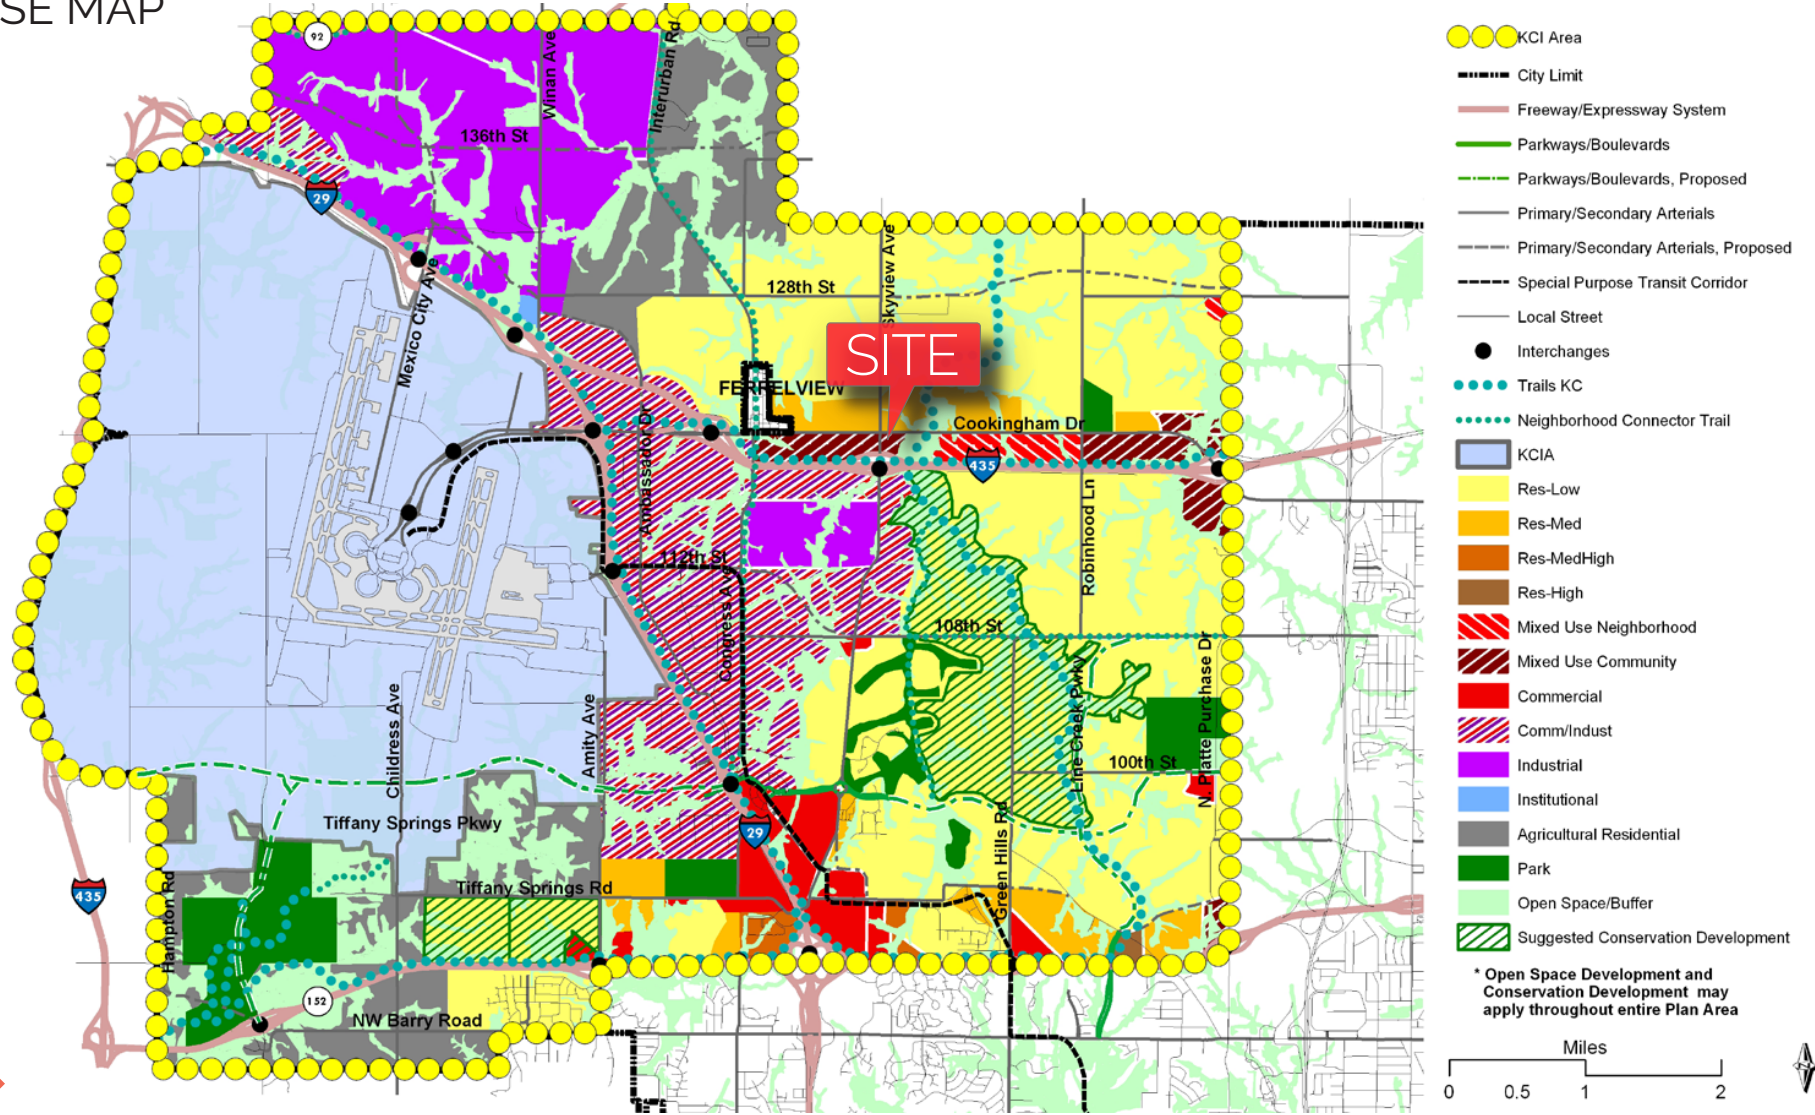 SE MAP
92
Winan Ave
Interurban Rd
136th St
29
Mexico City Ave
128th St
Skyview Ave
SITE
FERRELVIEW
Ambassador Dr
Cookingham Dr
435
112th St
Congress Ave
Robinhood Ln
108th St
Childress Ave
Amity Ave
Line Creek Pwky
N. Platte Purchase Dr
100th St
Tiffany Springs Pkwy
29
Green Hills Rd
435
Hampton Rd
Tiffany Springs Rd
152
NW Barry Road
KCI Area
City Limit
Freeway/Expressway System
Parkways/Boulevards
Parkways/Boulevards, Proposed
Primary/Secondary Arterials
Primary/Secondary Arterials, Proposed
Special Purpose Transit Corridor
Local Street
Interchanges
Trails KC
Neighborhood Connector Trail
KCIA
Res-Low
Res-Med
Res-MedHigh
Res-High
Mixed Use Neighborhood
Mixed Use Community
Commercial
Comm/Indust
Industrial
Institutional
Agricultural Residential
Park
Open Space/Buffer
Suggested Conservation Development
* Open Space Development and
Conservation Development may
apply throughout entire Plan Area
Miles
0 0.5 1 2